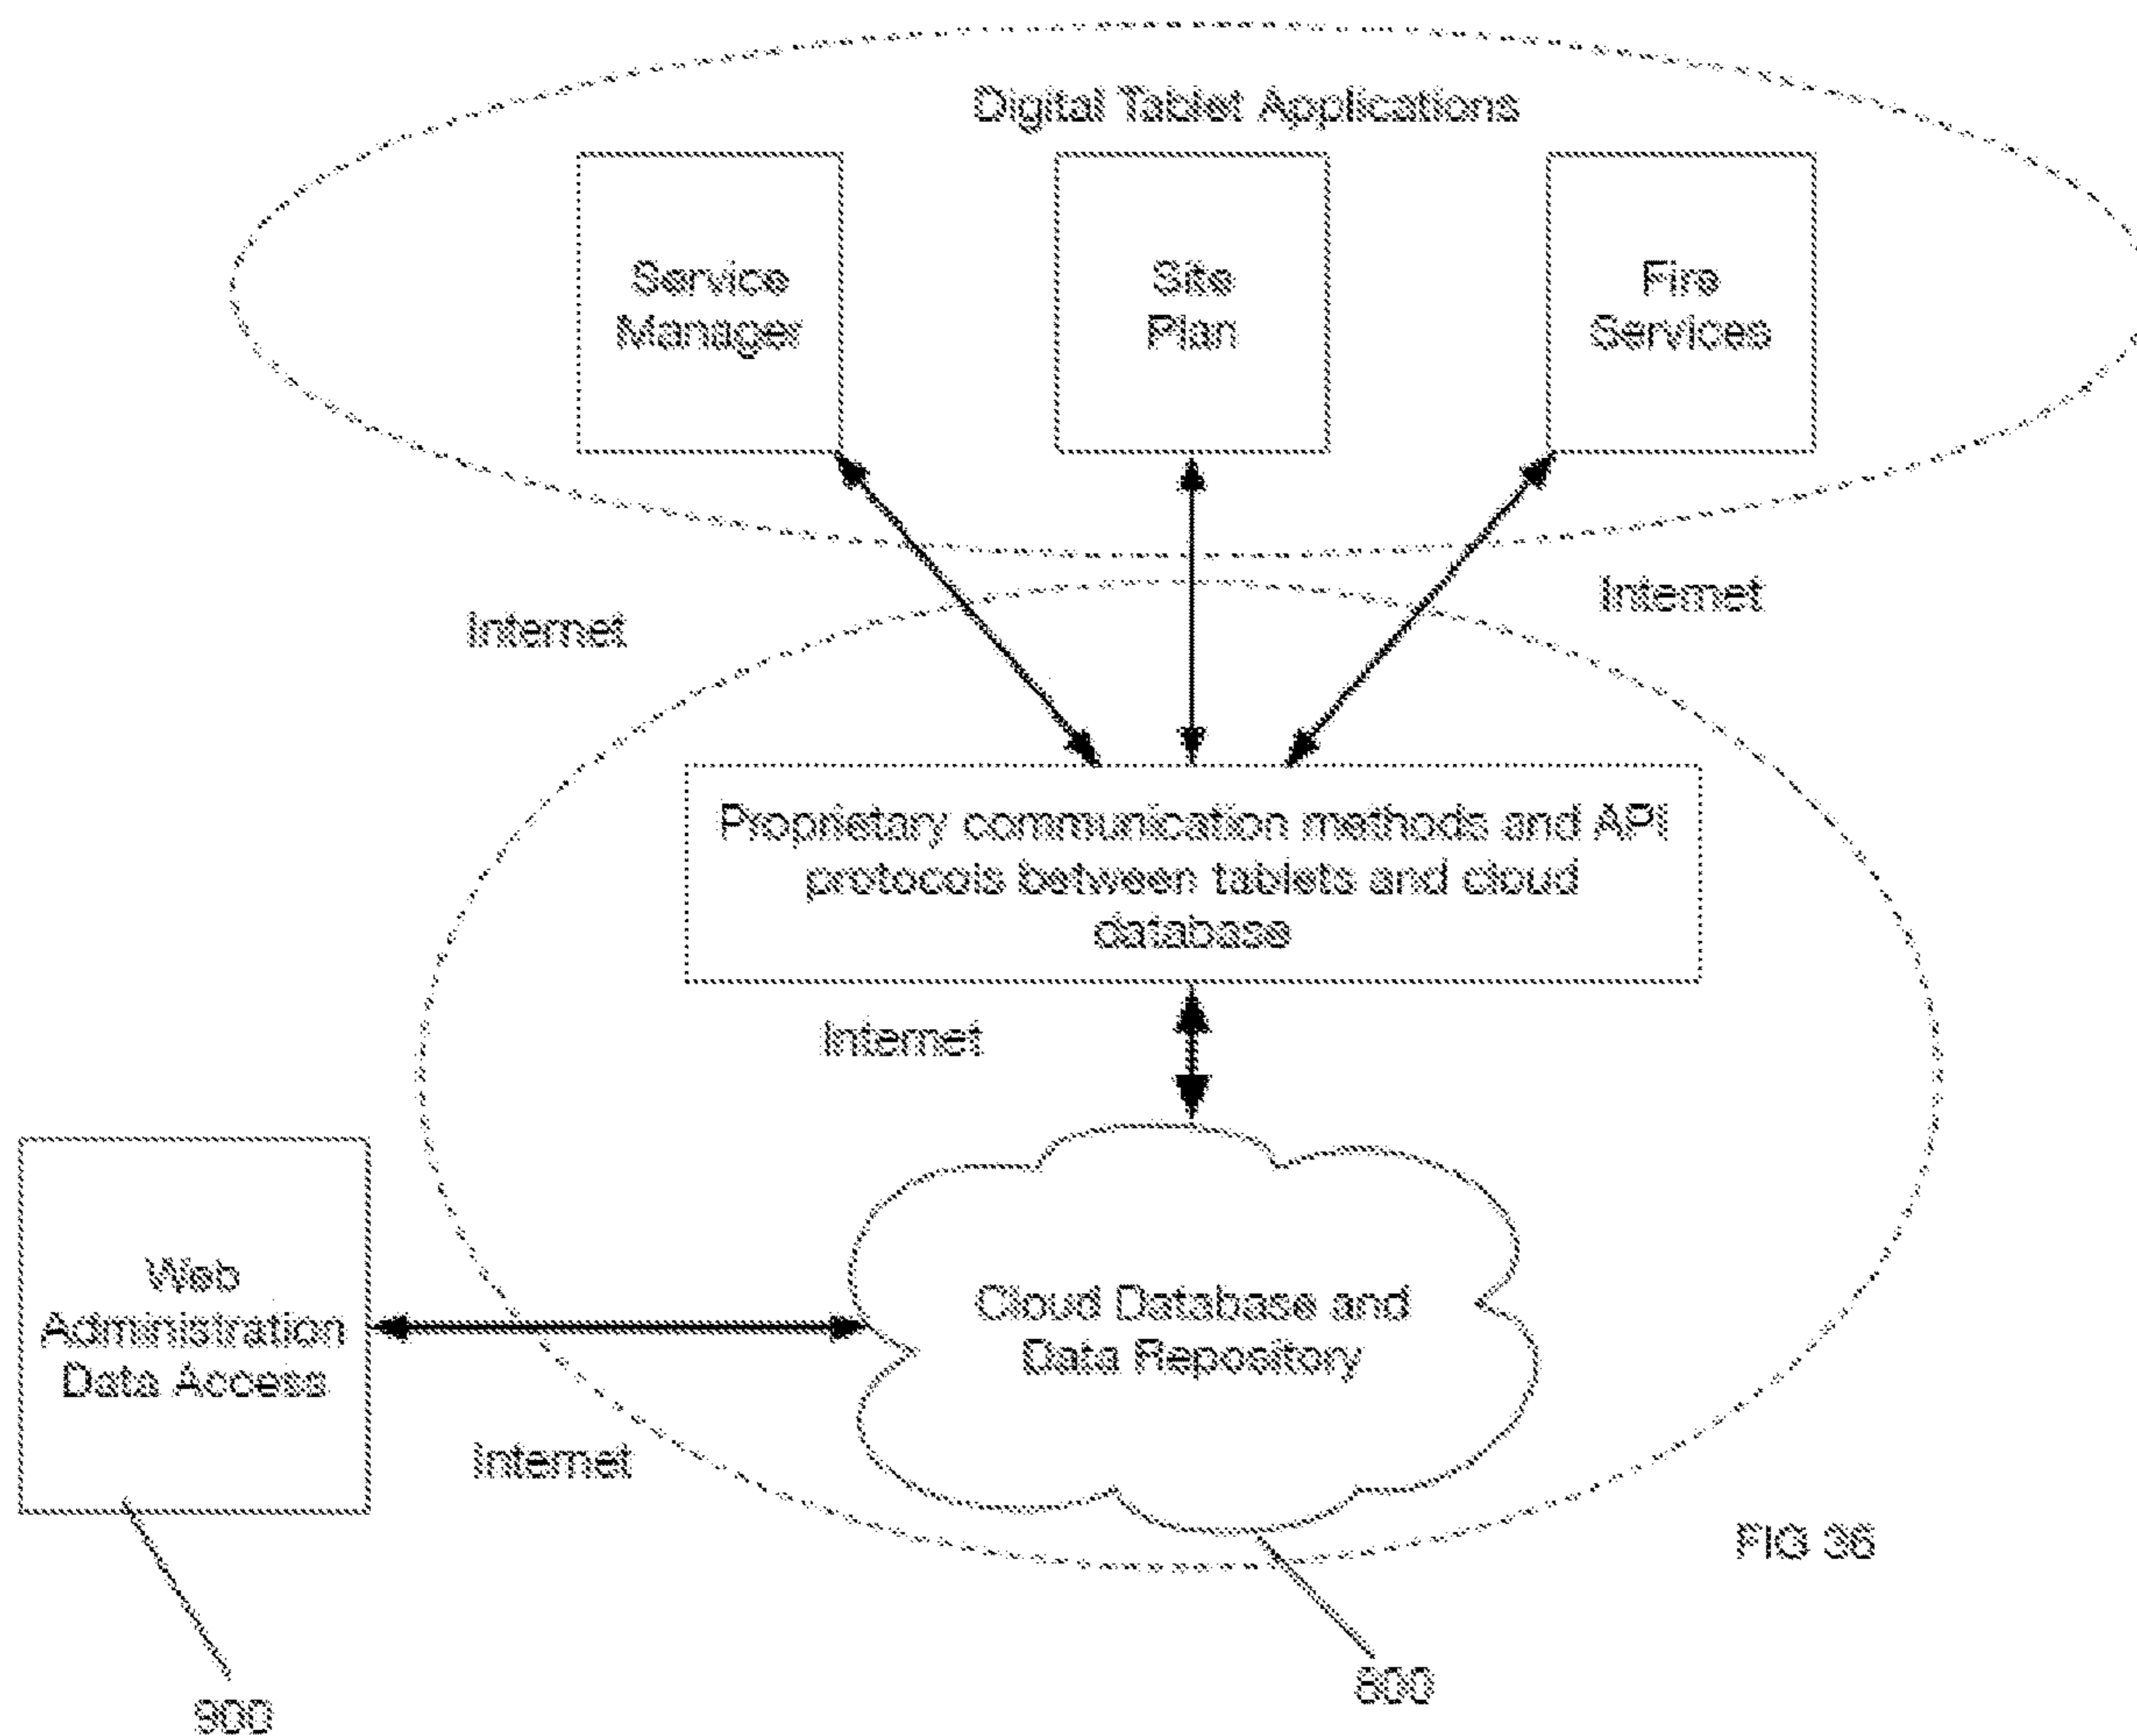 Digital Tablet Applications
Service
Manager
Site
Plan
Fire
Services
Internet
Internet
Proprietary communication methods and API
protocols between tablets and cloud
database
Internet
Web
Administration
Data Access
Cloud Database and
Data Repository
Internet
FIG 36
900
800